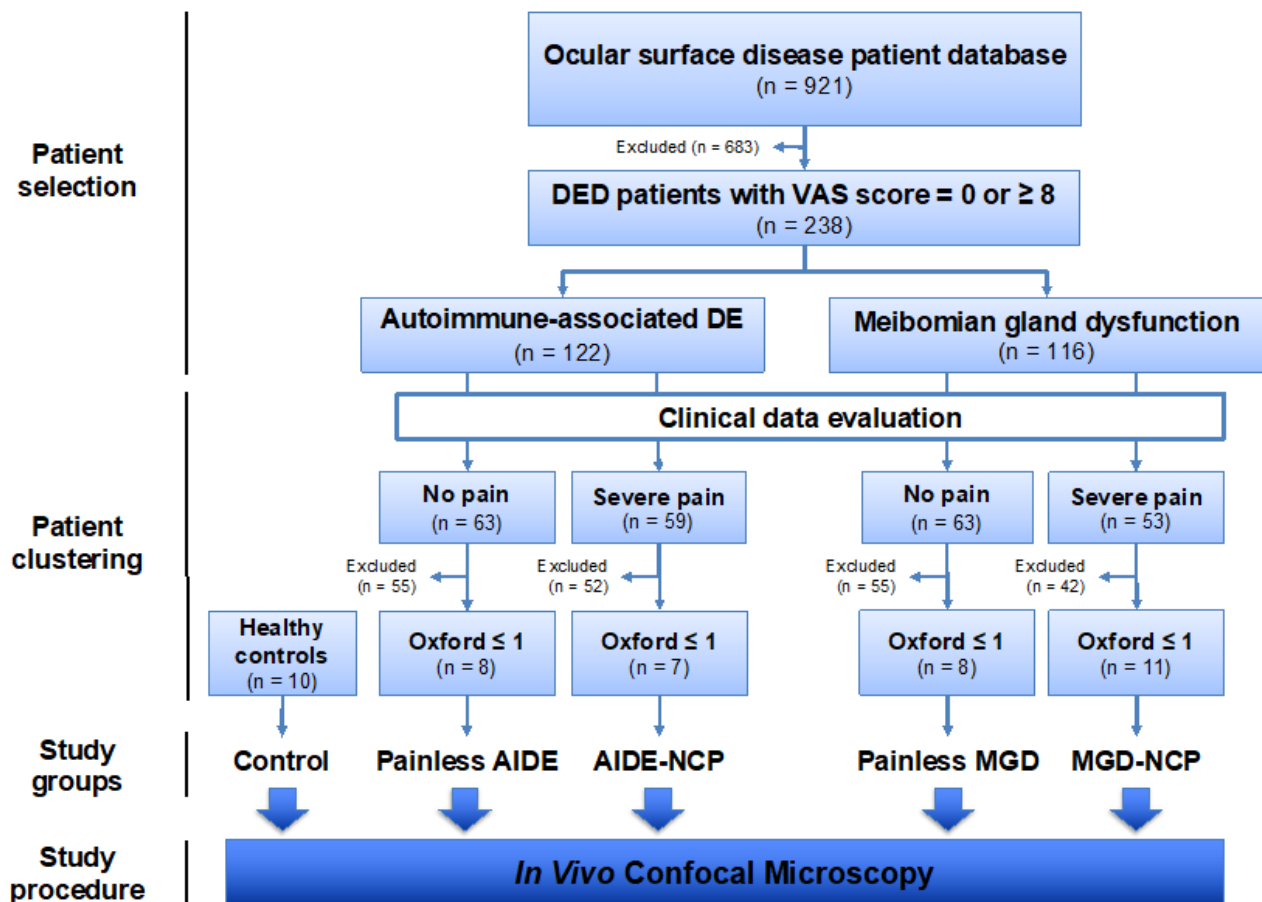 Patient
selection
Ocular surface disease patient database
(n = 921)
Excluded (n = 683)
DED patients with VAS score = 0 or ≥ 8
(n = 238)
Autoimmune-associated DE
(n = 122)
Meibomian gland dysfunction
(n = 116)
Patient
clustering
Clinical data evaluation
No pain
(n = 63)
Severe pain
(n = 59)
No pain
(n = 63)
Severe pain
(n = 53)
Excluded
(n = 55)
Excluded
(n = 52)
Excluded
(n = 55)
Excluded
(n = 42)
Healthy
controls
(n = 10)
Oxford ≤ 1
(n = 8)
Oxford ≤ 1
(n = 7)
Oxford ≤ 1
(n = 8)
Oxford ≤ 1
(n = 11)
Study
groups
Control
Painless AIDE
AIDE-NCP
Painless MGD
MGD-NCP
Study
procedure
In Vivo Confocal Microscopy